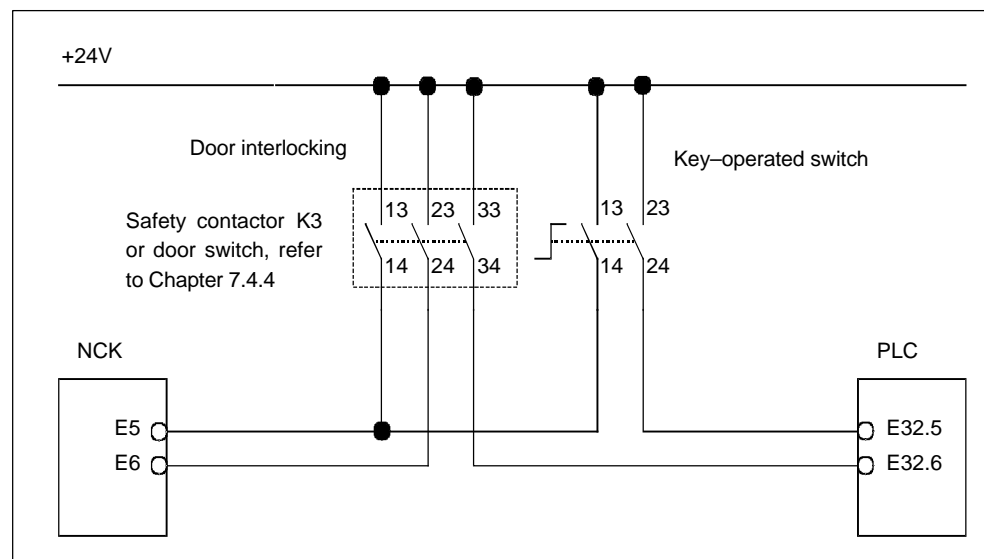 +24V
Door interlocking
Key–operated switch
Safety contactor K3
or door switch, refer
to Chapter 7.4.4
13 23 33
14 24 34
13 23
14 24
NCK
PLC
E5
E6
E32.5
E32.6